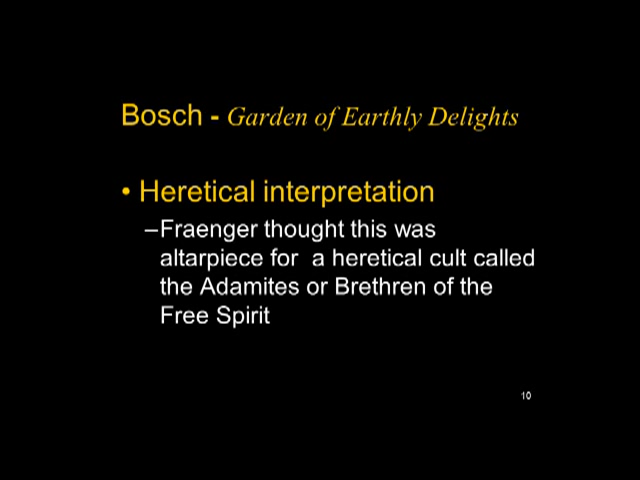 Bosch - Garden of Earthly Delights
• Heretical interpretation
–Fraenger thought this was
altarpiece for a heretical cult called
the Adamites or Brethren of the
Free Spirit
10